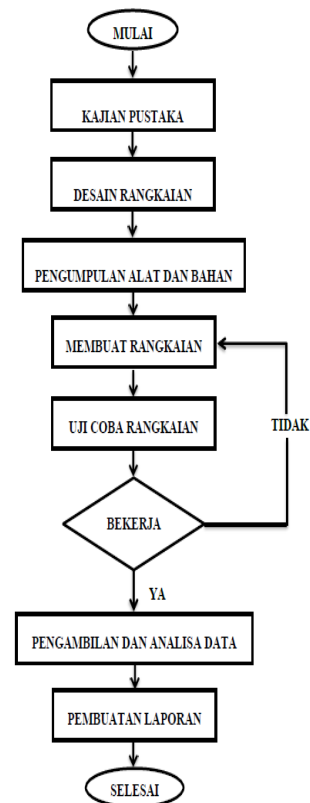 MULAI
KAJIAN PUSTAKA
DESAIN RANGKAIAN
PENGUMPULAN ALAT DAN BAHAN
MEMBUAT RANGKAIAN
UJI COBA RANGKAIAN
TIDAK
BEKERJA
YA
PENGAMBILAN DAN ANALISA DATA
PEMBUATAN LAPORAN
SELESAI